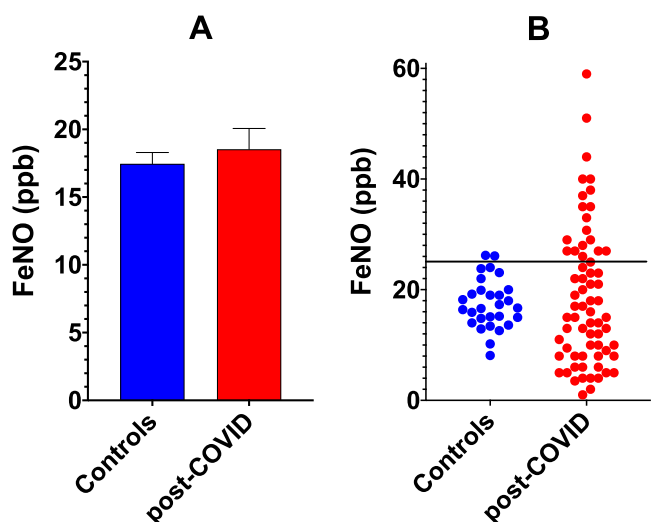 A
FeNO (ppb)
25
20
15
10
5
0
Controls
post-COVID
B
FeNO (ppb)
60
40
20
0
Controls
post-COVID